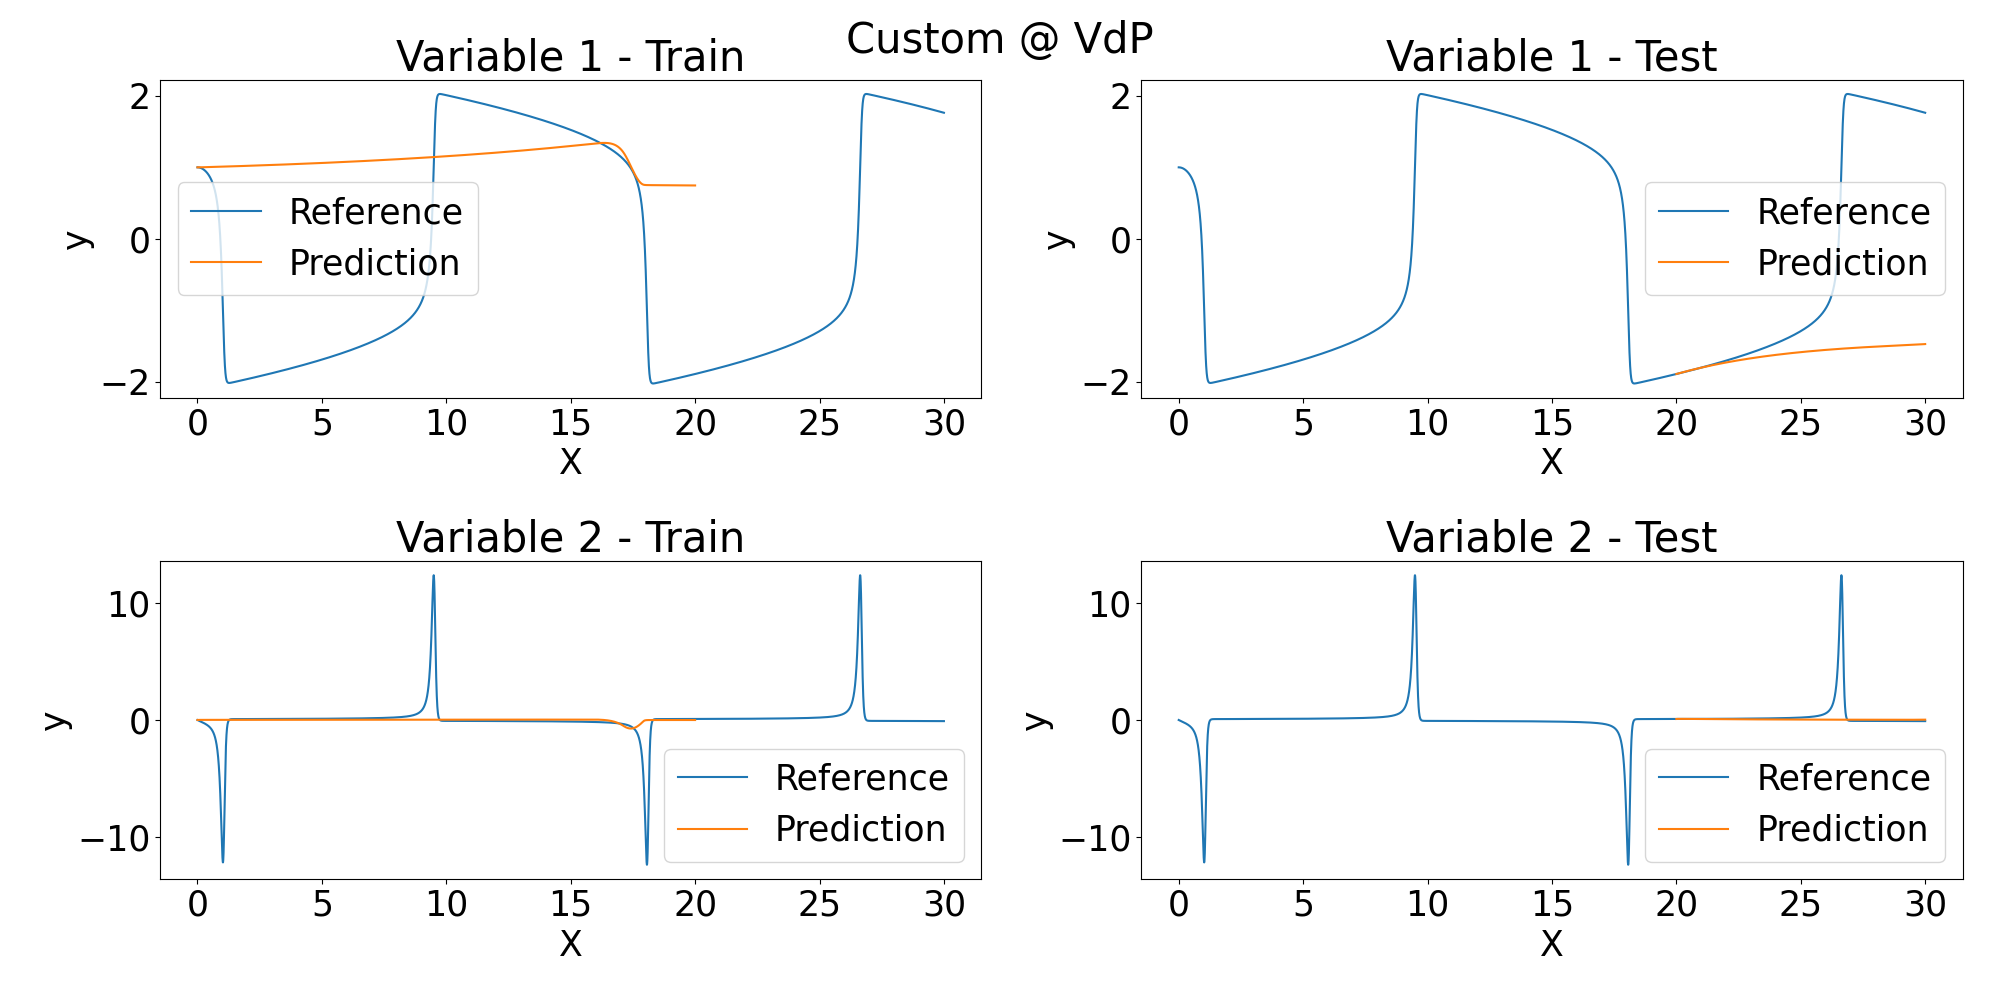 Custom @ VdP
Variable 1 - Train
2
0
−2
y
Reference
Prediction
0 5 10 15 20 25 30
X
Variable 1 - Test
2
0
−2
y
Reference
Prediction
0 5 10 15 20 25 30
X
Variable 2 - Train
10
0
−10
y
Reference
Prediction
0 5 10 15 20 25 30
X
Variable 2 - Test
10
0
−10
y
Reference
Prediction
0 5 10 15 20 25 30
X